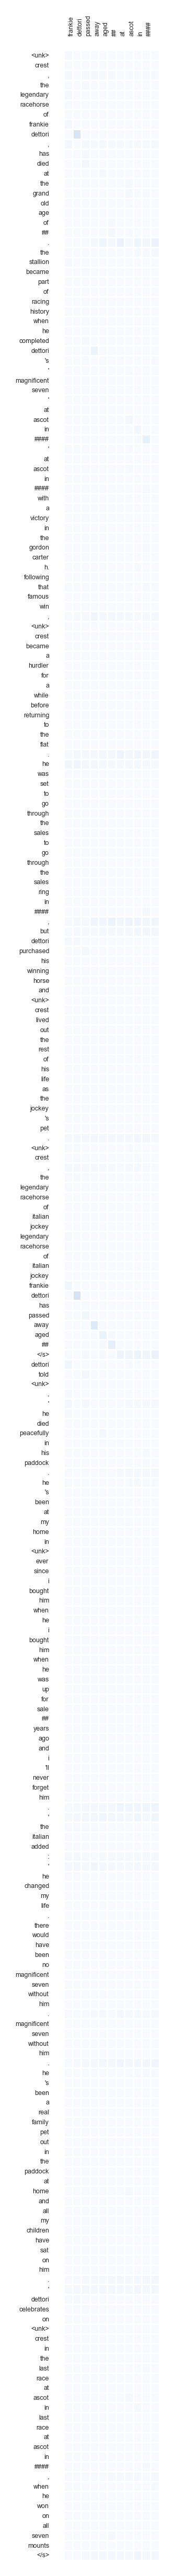 frankie
dettori
passed
away
aged
##
at
ascot
in
####
<unk>
crest
,
the
legendary
racehorse
of
frankie
dettori
,
has
died
at
the
grand
old
age
of
##
.
the
stallion
became
part
of
racing
history
when
he
completed
dettori
's
'
magnificent
seven
'
at
ascot
in
####
'
at
ascot
in
####
with
a
victory
in
the
gordon
carter
h.
following
that
famous
win
,
<unk>
crest
became
a
hurdler
for
a
while
before
returning
to
the
flat
.
he
was
set
to
go
through
the
sales
to
go
through
the
sales
ring
in
####
,
but
dettori
purchased
his
winning
horse
and
<unk>
crest
lived
out
the
rest
of
his
life
as
the
jockey
's
pet
.
<unk>
crest
,
the
legendary
racehorse
of
italian
jockey
legendary
racehorse
of
italian
jockey
frankie
dettori
has
passed
away
aged
##
</s>
dettori
told
<unk>
,
'
he
died
peacefully
in
his
paddock
.
he
's
been
at
my
home
in
<unk>
ever
since
i
bought
him
when
he
i
bought
him
when
he
was
up
for
sale
##
years
ago
and
i
'll
never
forget
him
.
'
the
italian
added
:
'
he
changed
my
life
.
there
would
have
been
no
magnificent
seven
without
him
.
magnificent
seven
without
him
.
he
's
been
a
real
family
pet
out
in
the
paddock
at
home
and
all
my
children
have
sat
on
him
.
'
dettori
celebrates
on
<unk>
crest
in
the
last
race
at
ascot
in
last
race
at
ascot
in
####
,
when
he
won
on
all
seven
mounts
</s>